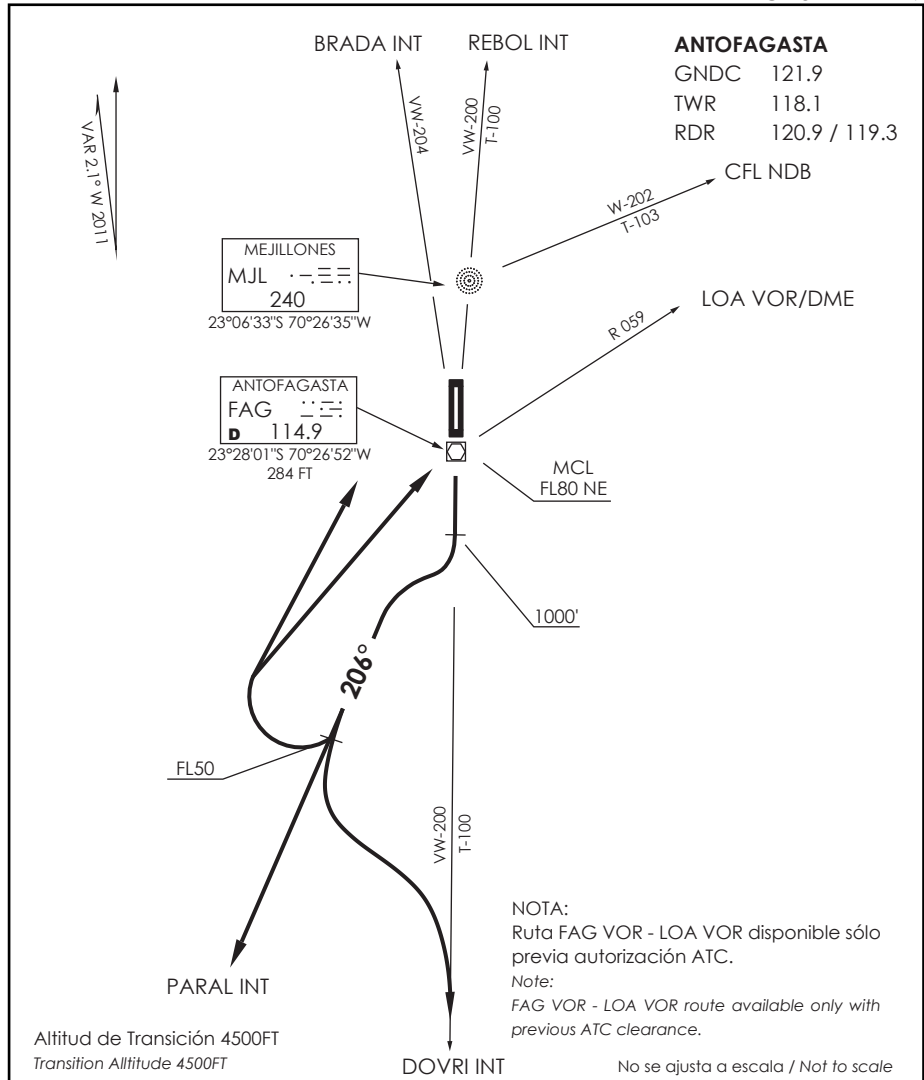 BRADA INT
REBOL INT
ANTOFAGASTA
GNDC 121.9
TWR 118.1
RDR 120.9 / 119.3
VAR 2.1° W 2011
VW-204
VW-200
T-100
W-202
T-103
CFL NDB
MEJILLONES
MJL
240
23°06'33"S 70°26'35"W
LOA VOR/DME
R 059
ANTOFAGASTA
FAG
D 114.9
23°28'01"S 70°26'52"W
284 FT
MCL
FL80 NE
1000'
206°
FL50
VW-200
T-100
PARAL INT
DOVRI INT
NOTA:
Ruta FAG VOR - LOA VOR disponible sólo
previa autorización ATC.
Note:
FAG VOR - LOA VOR route available only with
previous ATC clearance.
Altitud de Transición 4500FT
Transition Alltitude 4500FT
No se ajusta a escala / Not to scale